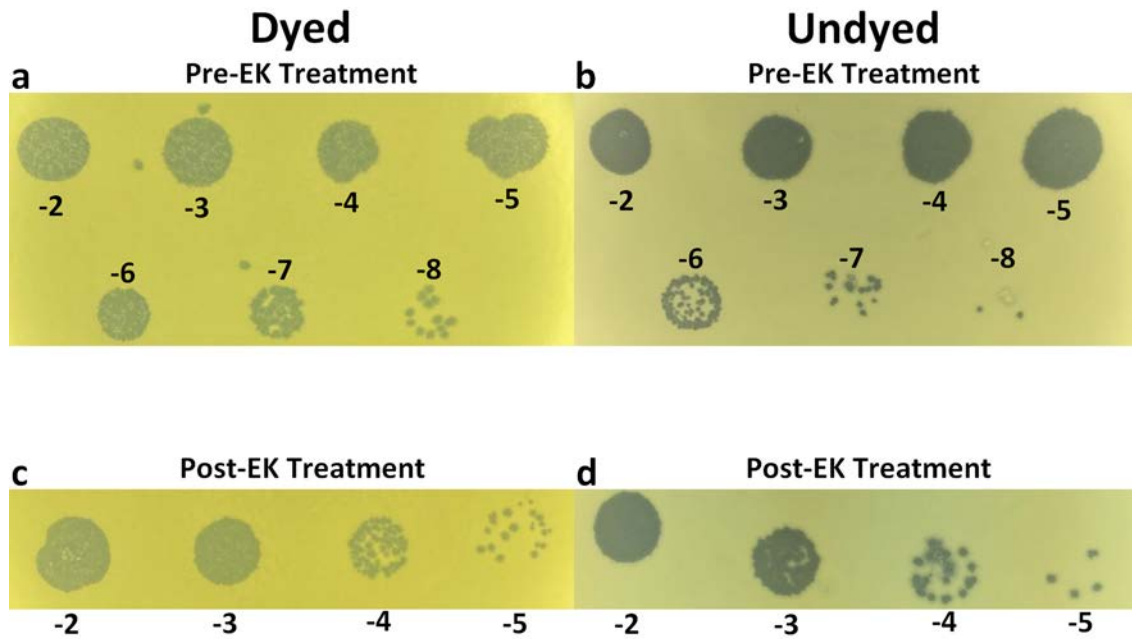 Dyed
Undyed
a
Pre-EK Treatment
b
Pre-EK Treatment
-2
-3
-4
-5
-2
-3
-4
-5
-6
-7
-8
-6
-7
-8
c
Post-EK Treatment
d
Post-EK Treatment
-2
-3
-4
-5
-2
-3
-4
-5